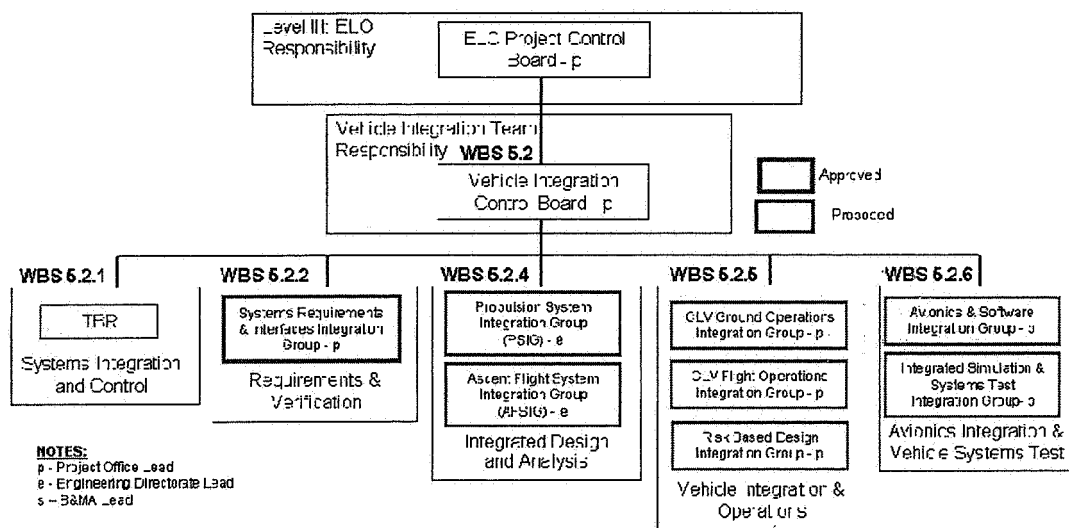 Level III: ELO
Responsibility
ELO Project Control
Board - p
Vehicle Integration Team
Responsibility WBS 5.2
Vehicle Integration
Control Board - p
Approved
Proposed
WBS 5.2.1
Systems Integration
and Control
WBS 5.2.2
Systems Requirements
& Interfaces Integration
Group - p
Requirements &
Verification
WBS 5.2.4
Propulsion System
Integration Group
(PSIG) - e
Ascent Flight System
Integration Group
(AFSIG) - e
Integrated Design
and Analysis
WBS 5.2.5
CLV Ground Operations
Integration Group - p
CLV Flight Operations
Integration Group - p
Risk Based Design
Integration Group - p
Vehicle Integration &
Operations
WBS 5.2.6
Avionics & Software
Integration Group - p
Integrated Simulation &
Systems Test
Integration Group- p
Avionics Integration &
Vehicle Systems Test
NOTES:
p - Project Office Lead
e - Engineering Directorate Lead
s – S&MA Lead